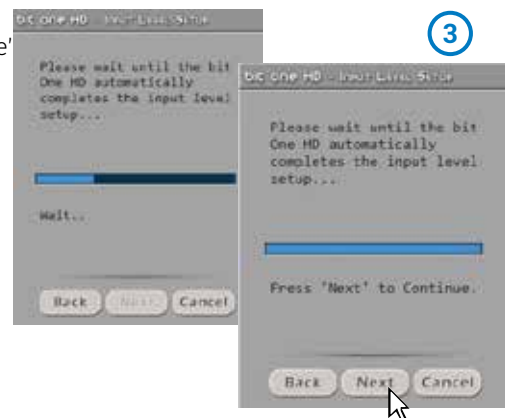 bit one HD - Input Level Setup
e'
Please wait until the bit
One HD automatically
completes the input level
setup...
Wait..
Back Next Cancel
3
bit one HD - Input Level Setup
Please wait until the bit
One HD automatically
completes the input level
setup...
Press 'Next' to Continue.
Back Next Cancel